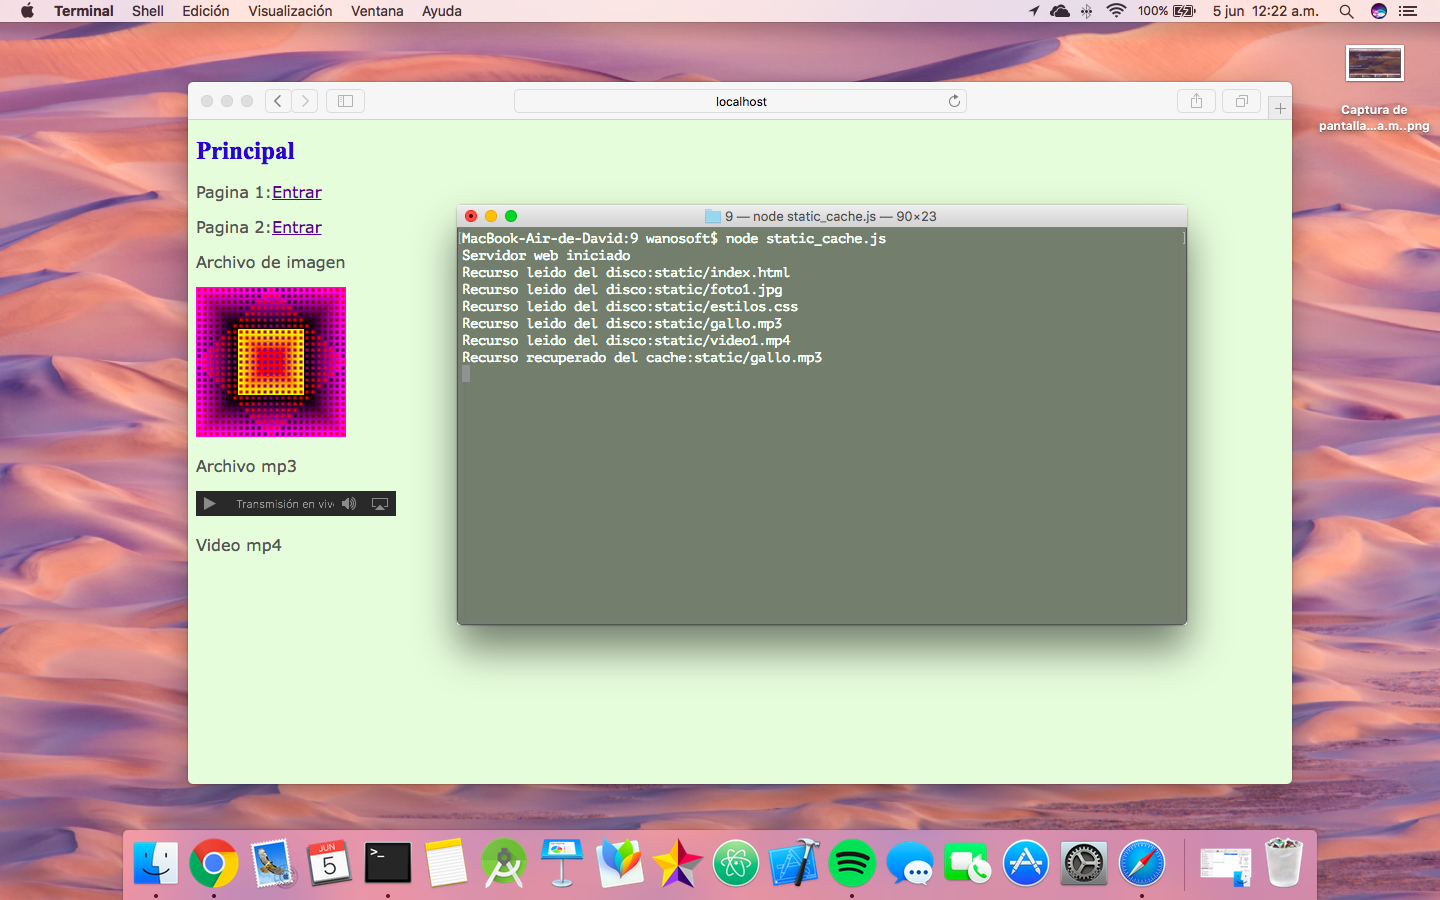 Terminal Shell Edición Visualización Ventana Ayuda 100% 5 jun 12:22 a.m.
Captura de
pantalla...a.m..png
localhost
Principal
Pagina 1:Entrar
Pagina 2:Entrar
Archivo de imagen
Archivo mp3
Transmisión en viv
Video mp4
9 — node static_cache.js — 90×23
[MacBook-Air-de-David:9 wanosoft$ node static_cache.js ]
Servidor web iniciado
Recurso leido del disco:static/index.html
Recurso leido del disco:static/foto1.jpg
Recurso leido del disco:static/estilos.css
Recurso leido del disco:static/gallo.mp3
Recurso leido del disco:static/video1.mp4
Recurso recuperado del cache:static/gallo.mp3
JUN
5
>_